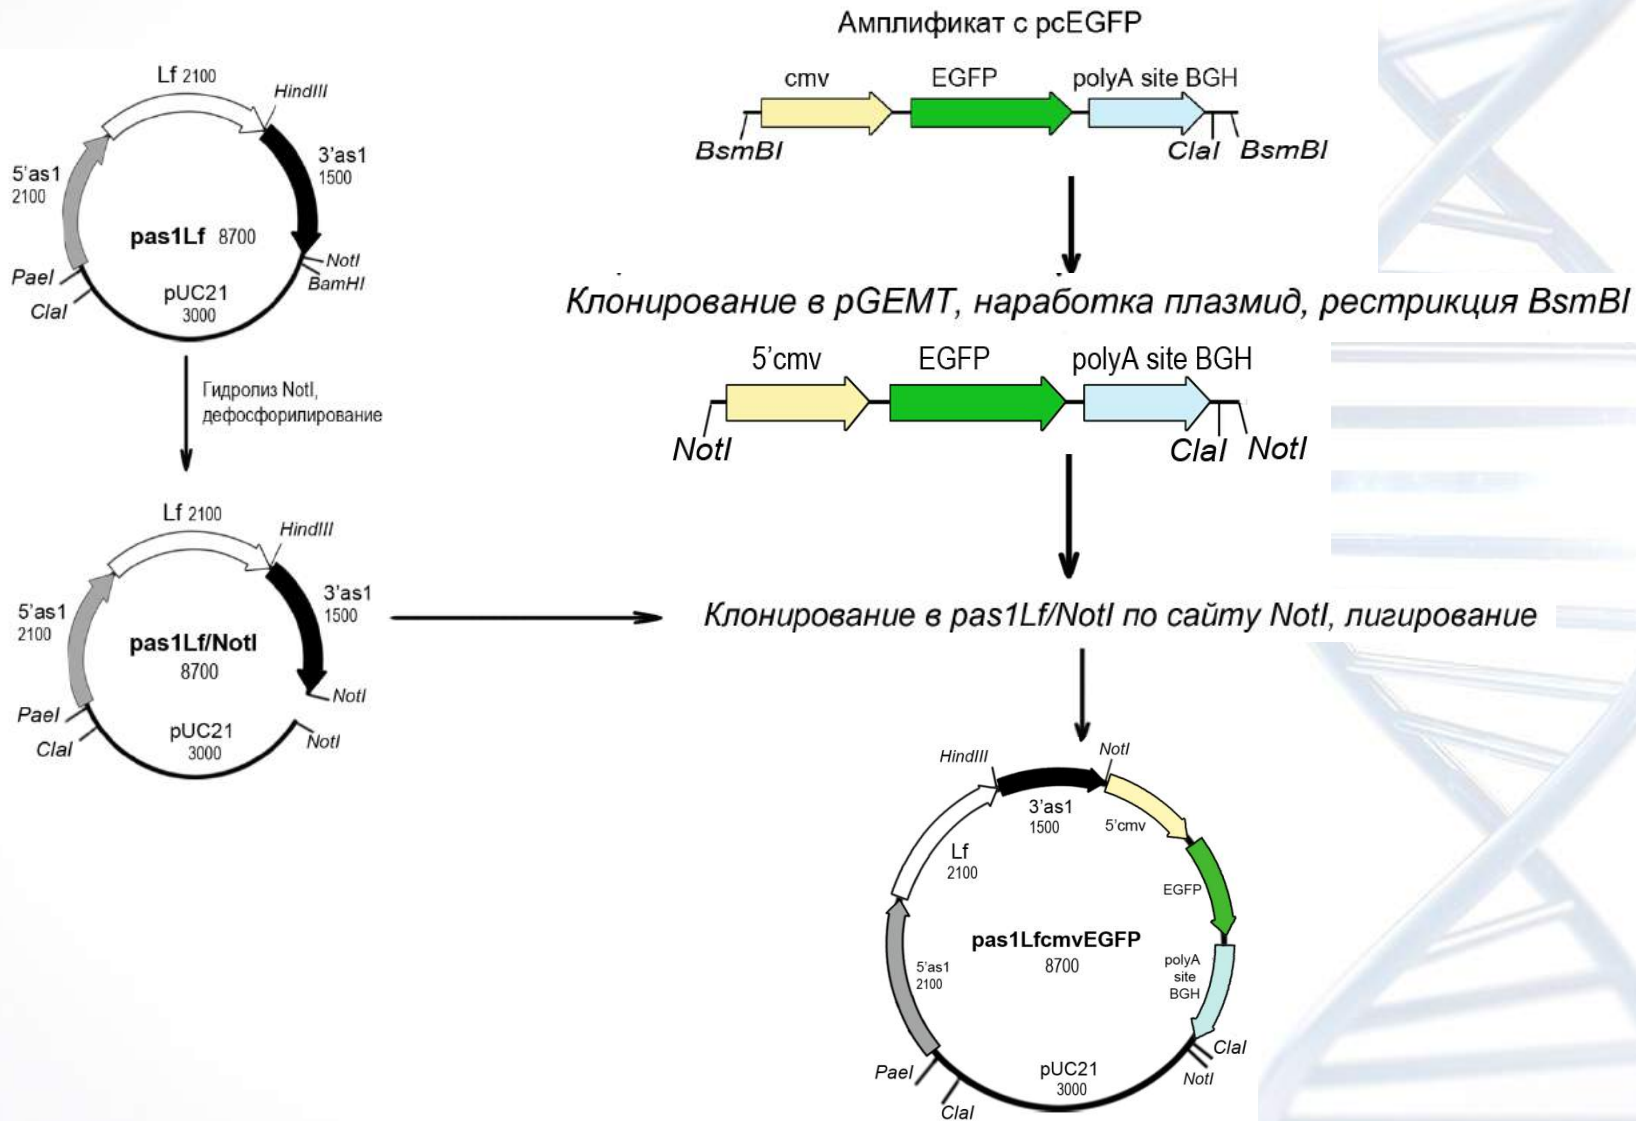 Амплификат с pcEGFP
cmv
EGFP
polyA site BGH
BsmBI
ClaI
BsmBI
Lf 2100
HindIII
5'as1
2100
3'as1
1500
pas1Lf 8700
NotI
BamHI
PaeI
ClaI
pUC21
3000
Клонирование в pGEMT, наработка плазмид, рестрикция BsmBI
5'cmv
EGFP
polyA site BGH
NotI
ClaI
NotI
Гидролиз NotI,
дефосфорилирование
Lf 2100
HindIII
5'as1
2100
3'as1
1500
pas1Lf/NotI
8700
NotI
PaeI
ClaI
pUC21
3000
NotI
Клонирование в pas1Lf/NotI по сайту NotI, лигирование
HindIII
NotI
3'as1
1500
5'cmv
Lf
2100
EGFP
pas1LfcmvEGFP
8700
5'as1
2100
polyA
site
BGH
ClaI
NotI
PaeI
ClaI
pUC21
3000